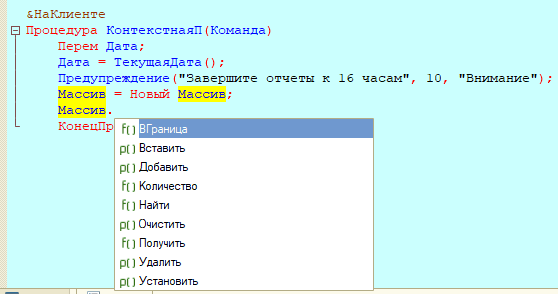 &НаКлиенте
Процедура КонтекстнаяП(Команда)
Перем Дата;
Дата = ТекущаяДата();
Предупреждение("Завершите отчеты к 16 часам", 10, "Внимание");
Массив = Новый Массив;
Массив.
КонецПр
f() ВГраница
p() Вставить
p() Добавить
f() Количество
f() Найти
p() Очистить
f() Получить
p() Удалить
p() Установить